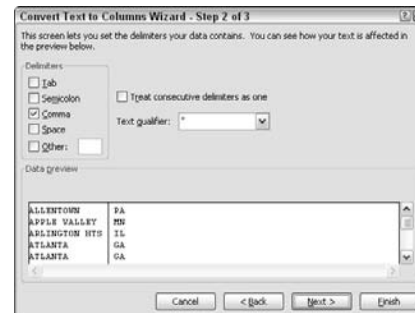 Convert Text to Columns Wizard - Step 2 of 3
This screen lets you set the delimiters your data contains. You can see how your text is affected in
the preview below.
Delimiters
Tab
Semicolon
Comma
Space
Other:
Treat consecutive delimiters as one
Text qualifier: "
Data preview
ALLENTOWN PA
APPLE VALLEY MN
ARLINGTON HTS IL
ATLANTA GA
ATLANTA GA
Cancel < Back Next > Finish